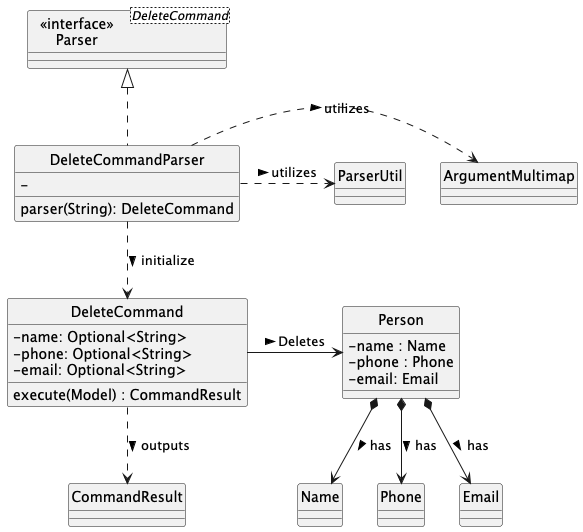 DeleteCommand
«interface»
Parser
utilizes
DeleteCommandParser
-
parser(String): DeleteCommand
utilizes
ParserUtil
ArgumentMultimap
initialize
DeleteCommand
-name: Optional<String>
-phone: Optional<String>
-email: Optional<String>
execute(Model) : CommandResult
Deletes
Person
-name : Name
-phone : Phone
-email: Email
outputs
has
has
has
CommandResult
Name
Phone
Email